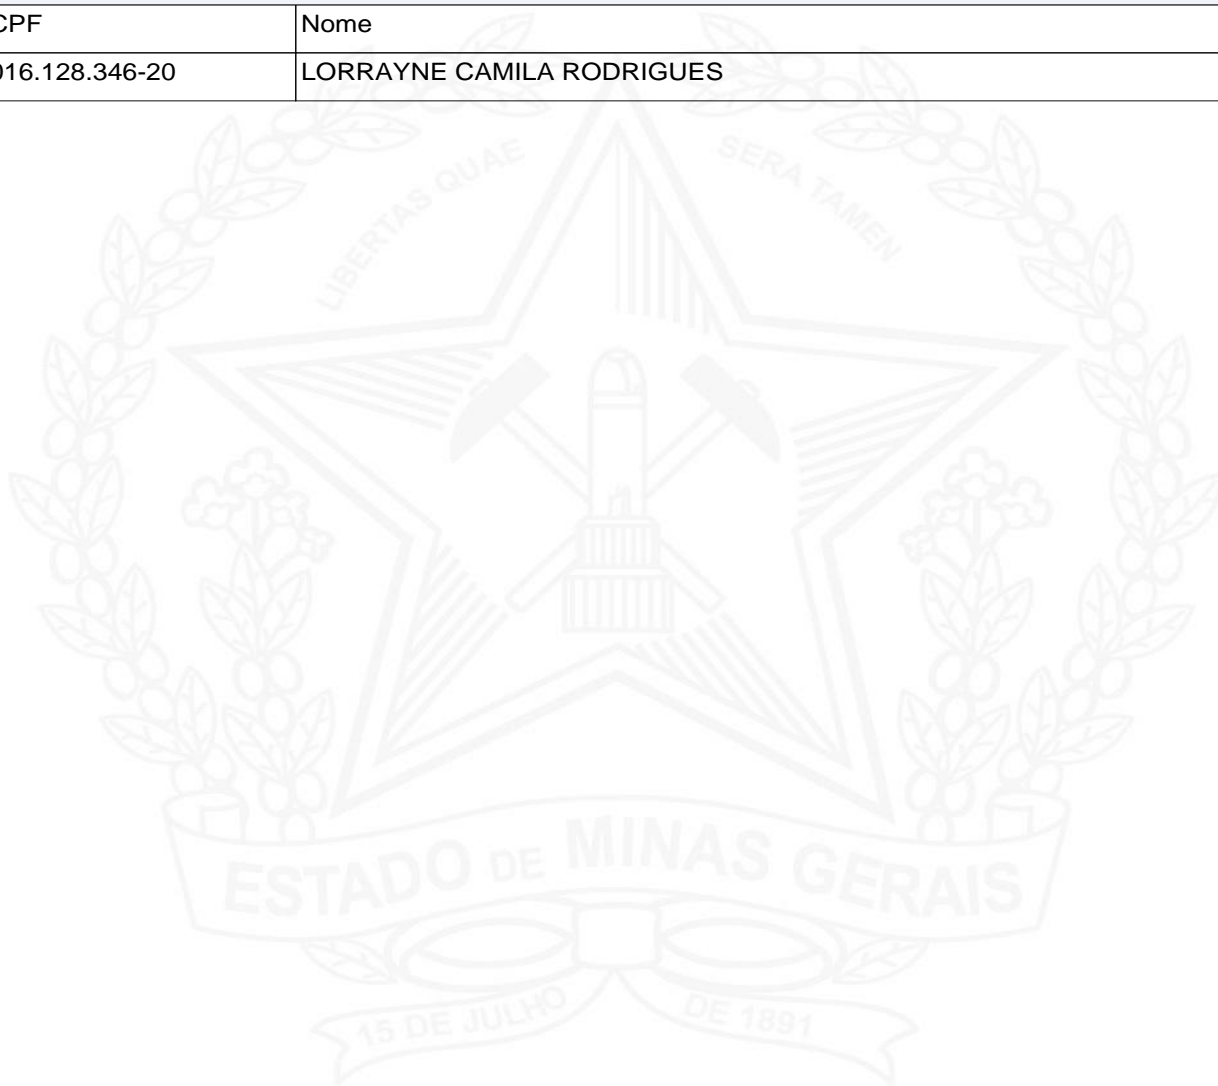 CPF Nome
016.128.346-20 LORRAYNE CAMILA RODRIGUES
LIBERTAS QUAE SERA TAMEN
ESTADO DE MINAS GERAIS
15 DE JULHO DE 1891